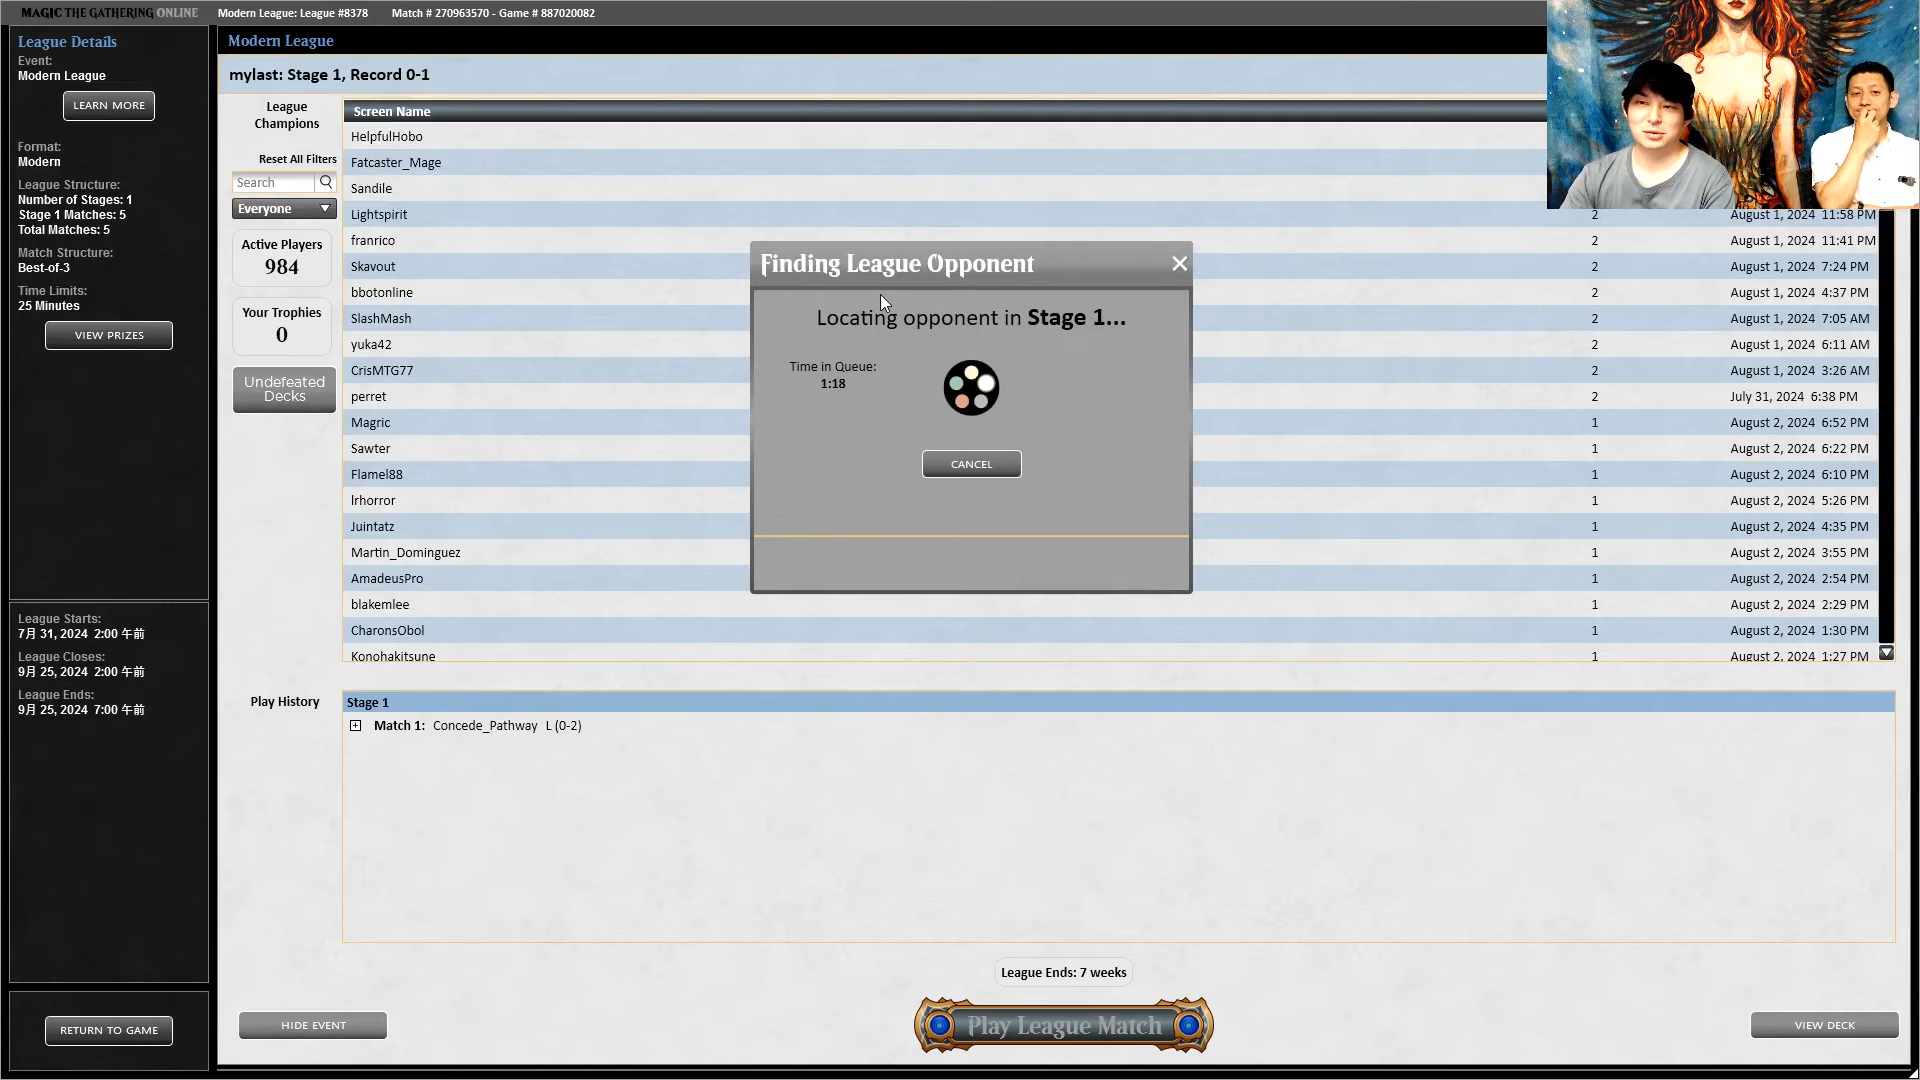 MAGIC THE GATHERING ONLINE
Modern League: League #8378 Match # 270963570 - Game # 887020082
League Details
Event:
Modern League
LEARN MORE
Format:
Modern
League Structure:
Number of Stages: 1
Stage 1 Matches: 5
Total Matches: 5
Match Structure:
Best-of-3
Time Limits:
25 Minutes
VIEW PRIZES
League Starts:
7月 31, 2024 2:00 午前
League Closes:
9月 25, 2024 2:00 午前
League Ends:
9月 25, 2024 7:00 午前
RETURN TO GAME
Modern League
mylast: Stage 1, Record 0-1
League
Champions
Reset All Filters
Search
Everyone
Active Players
984
Your Trophies
0
Undefeated
Decks
Screen Name
HelpfulHobo
Fatcaster_Mage
Sandile
Lightspirit 2 August 1, 2024 11:58 PM
franrico 2 August 1, 2024 11:41 PM
Skavout 2 August 1, 2024 7:24 PM
bbotonline 2 August 1, 2024 4:37 PM
SlashMash 2 August 1, 2024 7:05 AM
yuka42 2 August 1, 2024 6:11 AM
CrisMTG77 2 August 1, 2024 3:26 AM
perret 2 July 31, 2024 6:38 PM
Magric 1 August 2, 2024 6:52 PM
Sawter 1 August 2, 2024 6:22 PM
Flamel88 1 August 2, 2024 6:10 PM
lrhorror 1 August 2, 2024 5:26 PM
Juintatz 1 August 2, 2024 4:35 PM
Martin_Dominguez 1 August 2, 2024 3:55 PM
AmadeusPro 1 August 2, 2024 2:54 PM
blakemlee 1 August 2, 2024 2:29 PM
CharonsObol 1 August 2, 2024 1:30 PM
Konohakitsune 1 August 2, 2024 1:27 PM
Finding League Opponent
Locating opponent in Stage 1...
Time in Queue:
1:18
CANCEL
Play History
Stage 1
Match 1: Concede_Pathway L (0-2)
League Ends: 7 weeks
HIDE EVENT
Play League Match
VIEW DECK